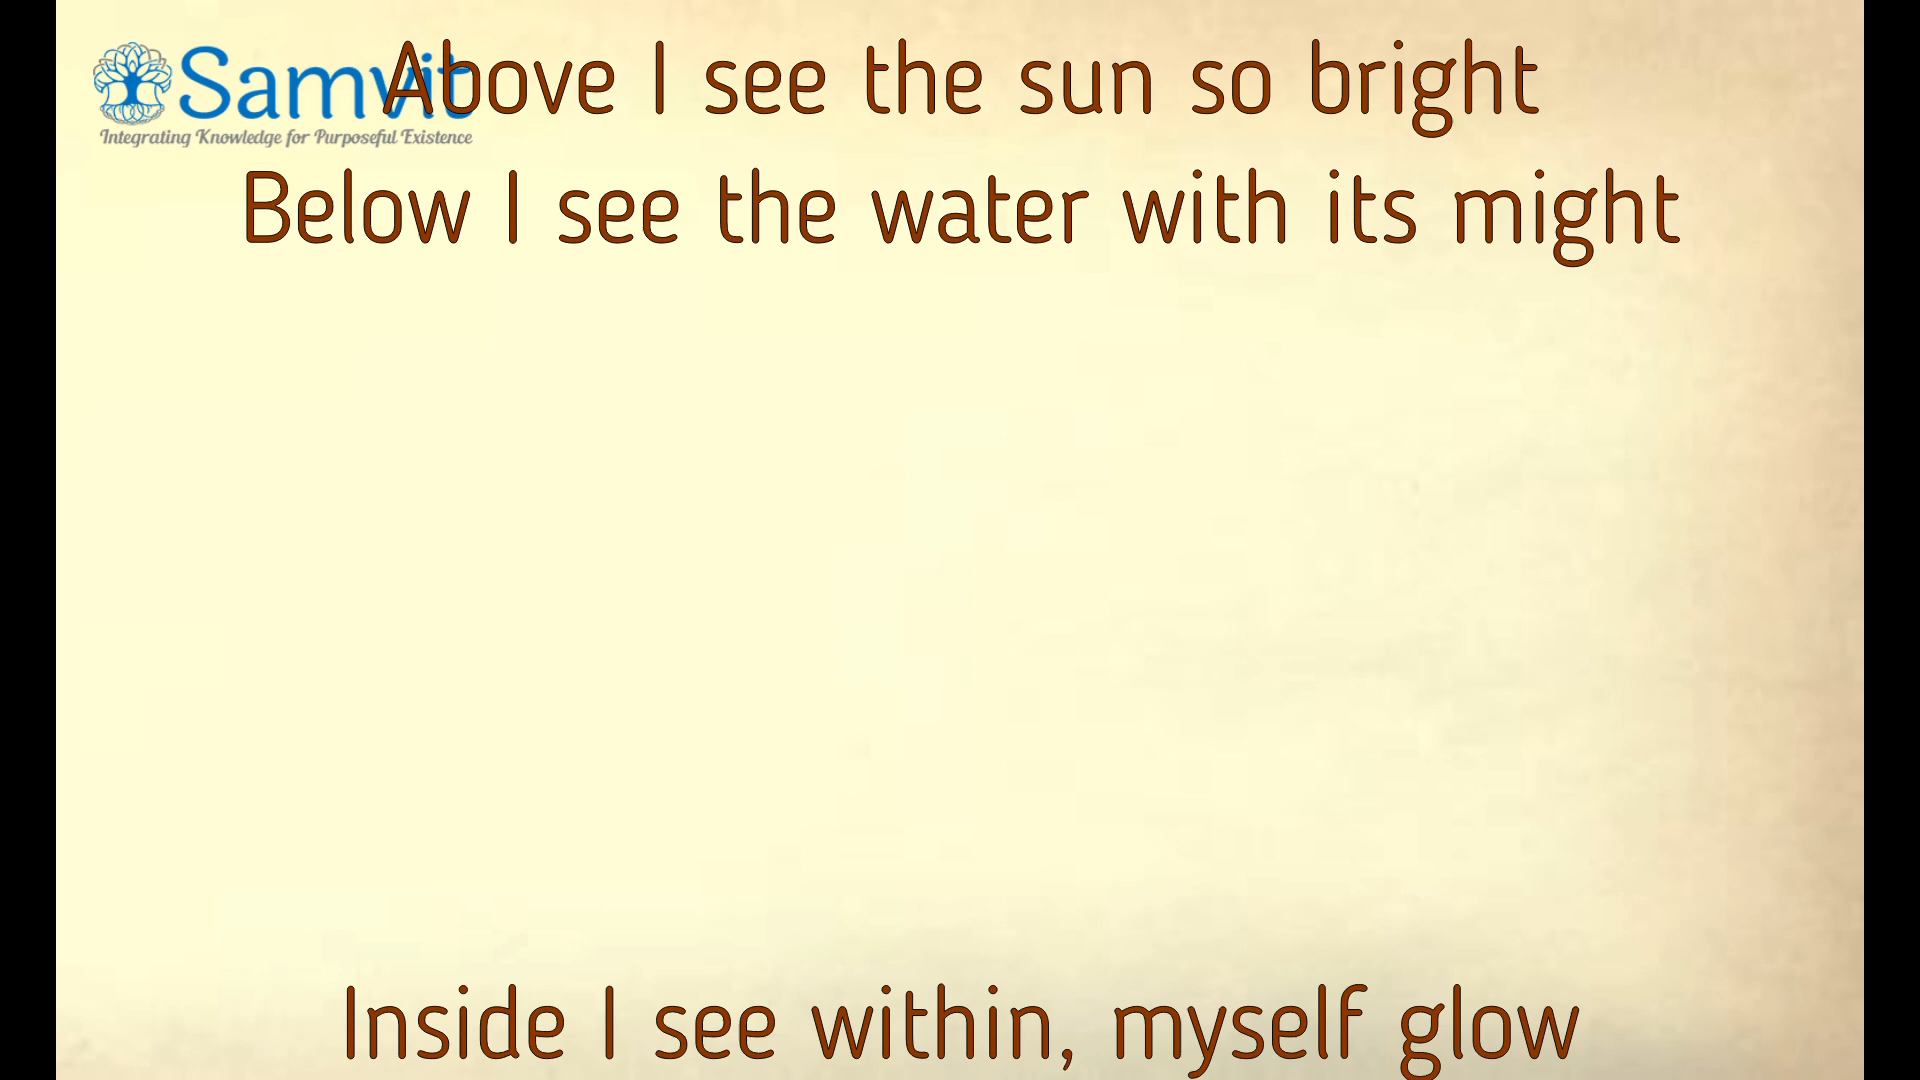 Samvit
Integrating Knowledge for Purposeful Existence
Above I see the sun so bright
Below I see the water with its might
Inside I see within, myself glow